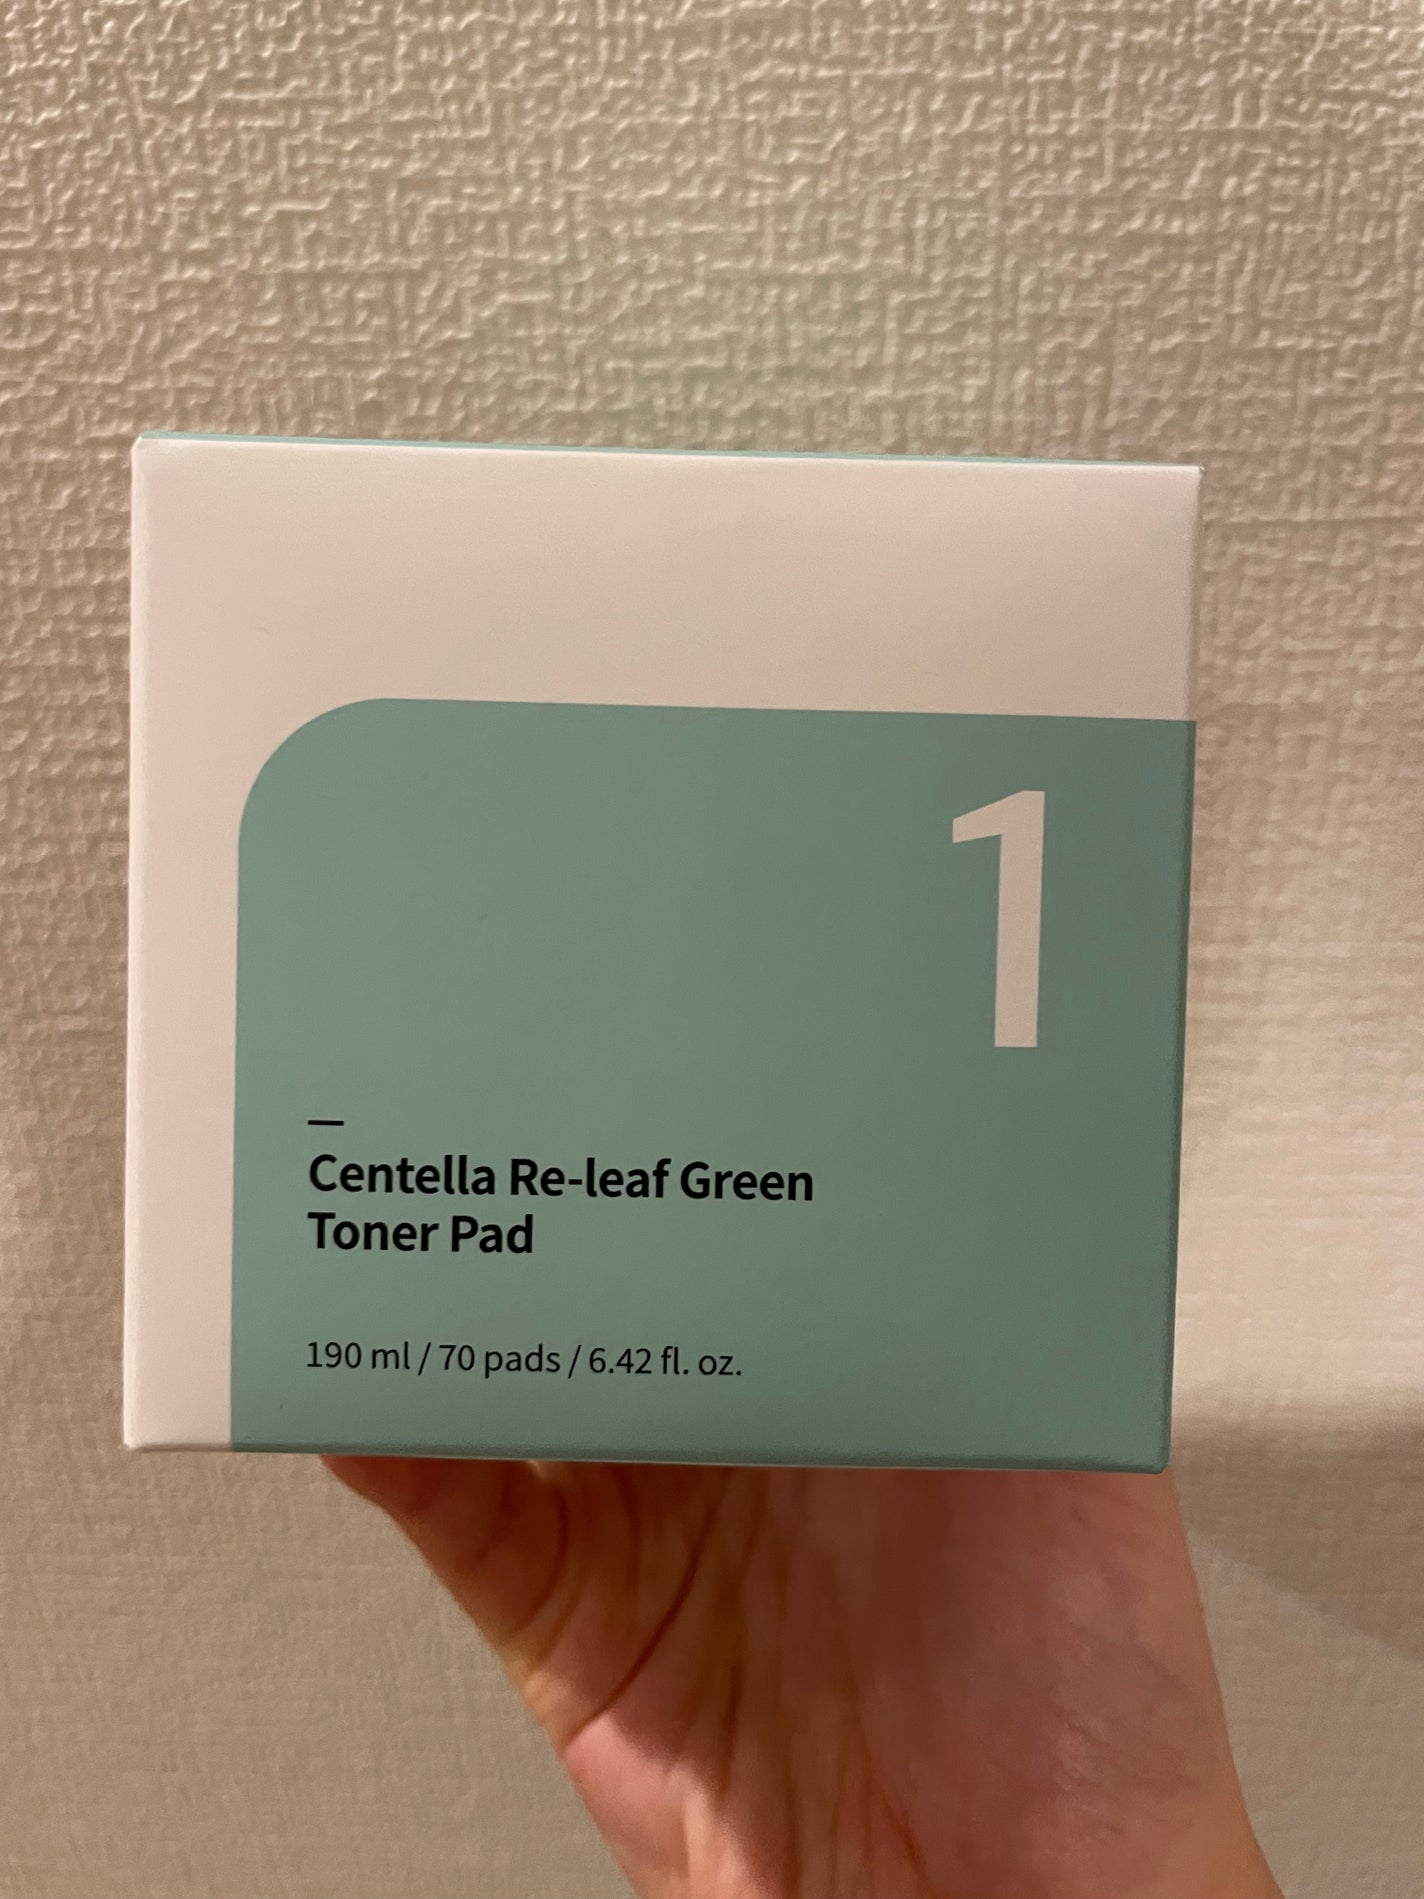 1
—
Centella Re-leaf Green
Toner Pad
190 ml / 70 pads / 6.42 fl. oz.